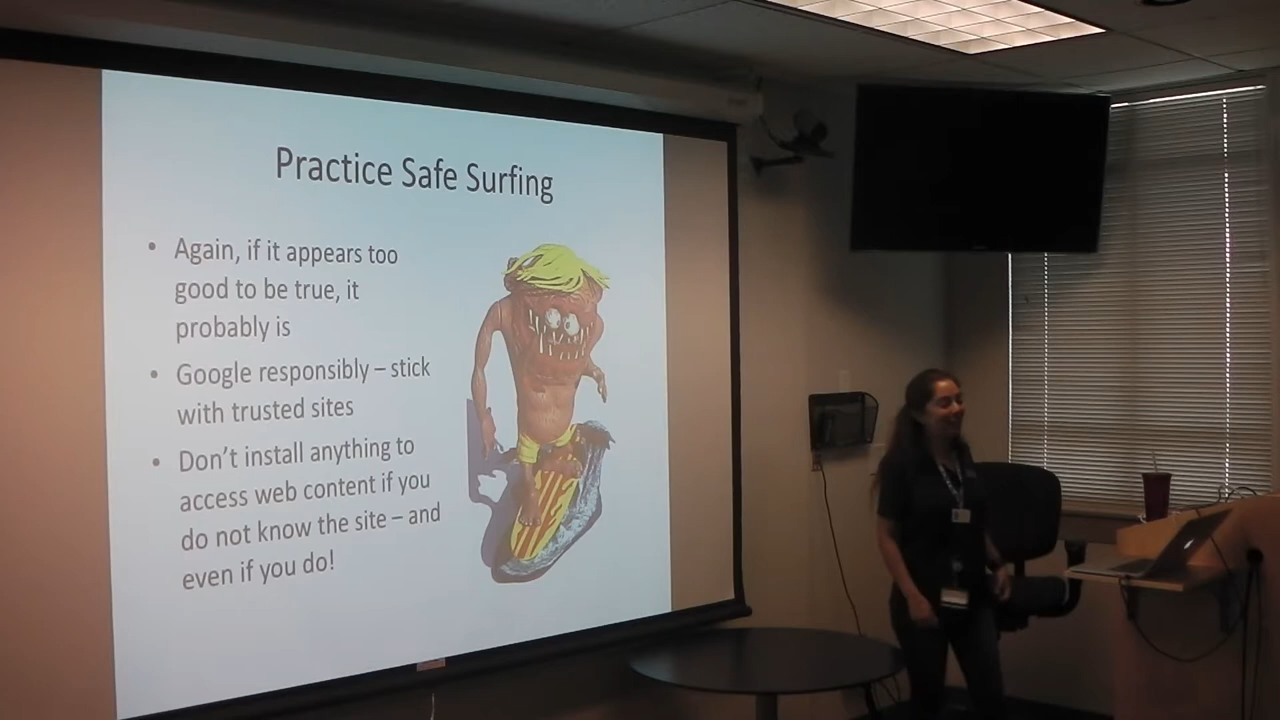 Practice Safe Surfing
• Again, if it appears too
good to be true, it
probably is
• Google responsibly – stick
with trusted sites
• Don't install anything to
access web content if you
do not know the site – and
even if you do!